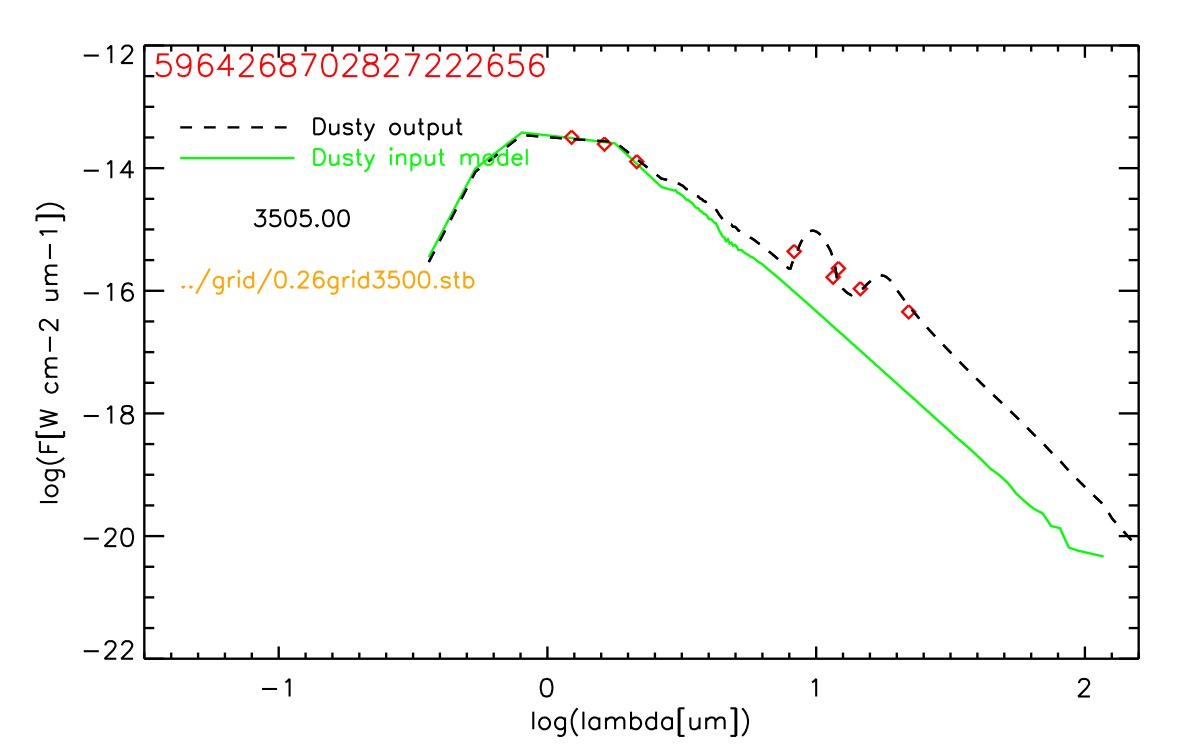 5964268702827222656
Dusty output
Dusty input model
3505.00
../grid/0.26grid3500.stb
log(F[W cm-2 um-1])
-12
-14
-16
-18
-20
-22
-1 0 1 2
log(lambda[um])